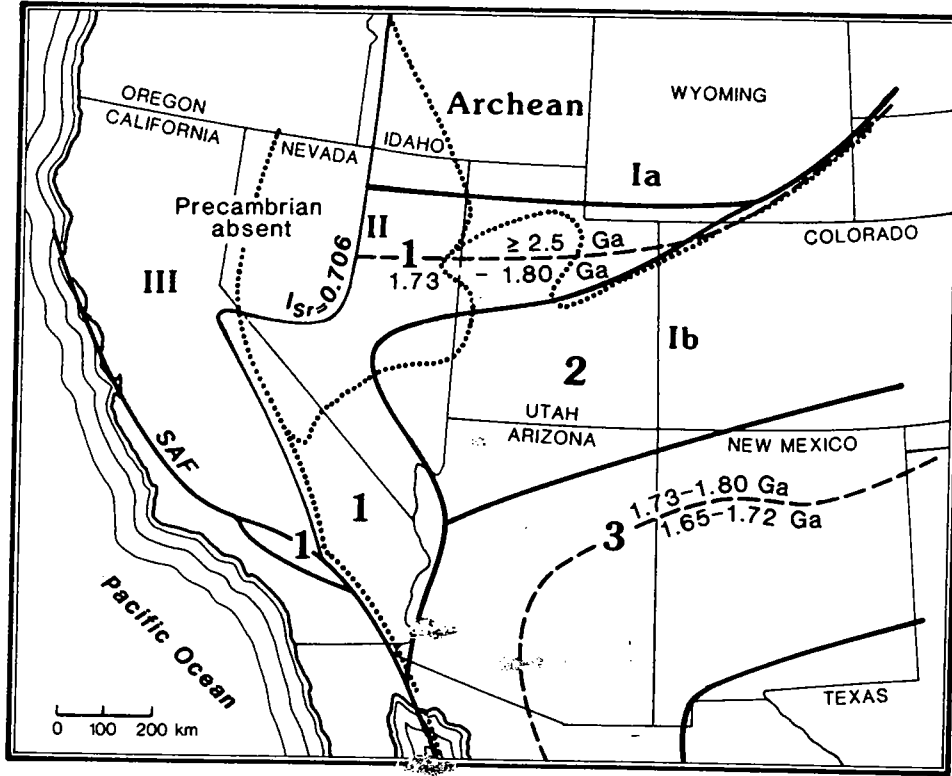 OREGON
CALIFORNIA
NEVADA
IDAHO
Archean
WYOMING
Ia
Precambrian
absent
II
1
≥ 2.5 Ga
1.73 - 1.80 Ga
COLORADO
III
I Sr = 0.706
Ib
2
UTAH
ARIZONA
NEW MEXICO
SAF
1
1
1.73-1.80 Ga
3
1.65-1.72 Ga
Pacific Ocean
TEXAS
0 100 200 km